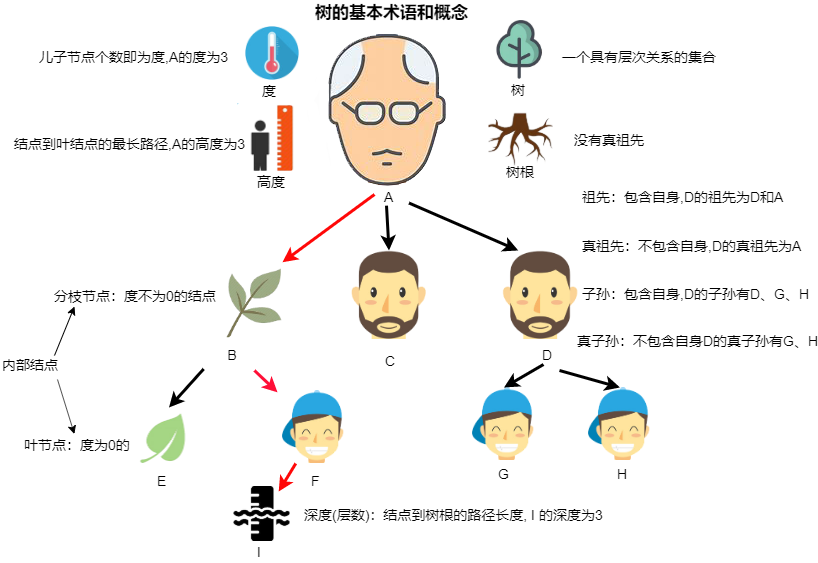 树的基本术语和概念
儿子节点个数即为度,A的度为3
度
树
一个具有层次关系的集合
结点到叶结点的最长路径,A的高度为3
高度
树根
没有真祖先
A
祖先：包含自身,D的祖先为D和A
真祖先：不包含自身,D的真祖先为A
分枝节点：度不为0的结点
子孙：包含自身,D的子孙有D、G、H
真子孙：不包含自身D的真子孙有G、H
B
C
D
内部结点
叶节点：度为0的
E
F
G
H
深度(层数)：结点到树根的路径长度, I 的深度为3
I